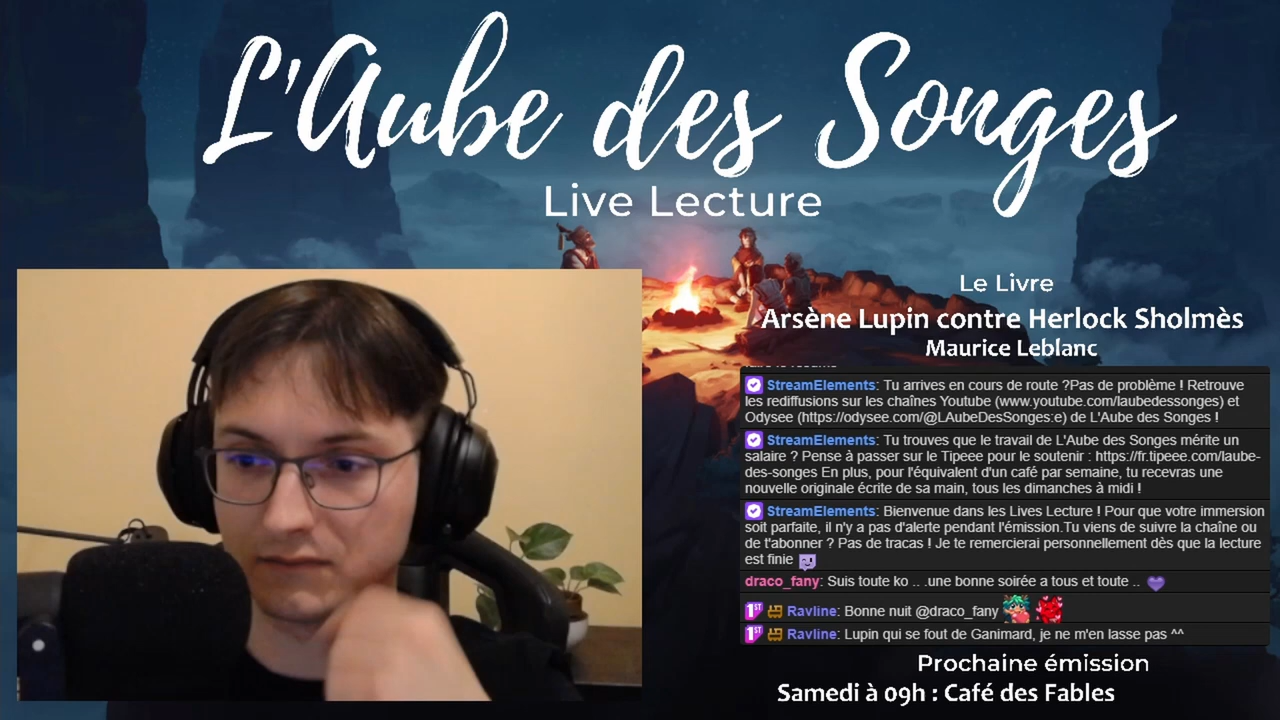 L'Aube des Songes
Live Lecture
Le Livre
Arsène Lupin contre Herlock Sholmès
Maurice Leblanc
StreamElements: Tu arrives en cours de route ?Pas de problème ! Retrouve
les rediffusions sur les chaînes Youtube (www.youtube.com/laubedessonges) et
Odysee (https://odysee.com/@LAubeDesSonges:e) de L'Aube des Songes !
StreamElements: Tu trouves que le travail de L'Aube des Songes mérite un
salaire ? Pense à passer sur le Tipeee pour le soutenir : https://fr.tipeee.com/laube-
des-songes En plus, pour l'équivalent d'un café par semaine, tu recevras une
nouvelle originale écrite de sa main, tous les dimanches à midi !
StreamElements: Bienvenue dans les Lives Lecture ! Pour que votre immersion
soit parfaite, il n'y a pas d'alerte pendant l'émission.Tu viens de suivre la chaîne ou
de t'abonner ? Pas de tracas ! Je te remercierai personnellement dès que la lecture
est finie
draco_fany: Suis toute ko .. .une bonne soirée a tous et toute ..
1ST Ravline: Bonne nuit @draco_fany
1ST Ravline: Lupin qui se fout de Ganimard, je ne m'en lasse pas ^^
Prochaine émission
Samedi à 09h : Café des Fables